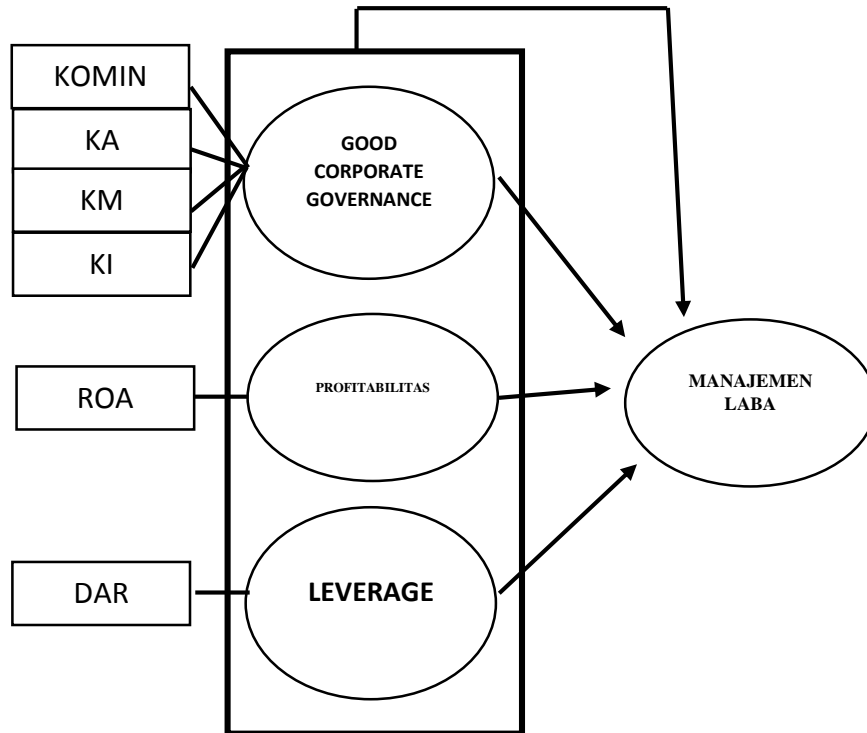 KOMIN
KA
KM
KI
GOOD
CORPORATE
GOVERNANCE
ROA
PROFITABILITAS
MANAJEMEN
LABA
DAR
LEVERAGE